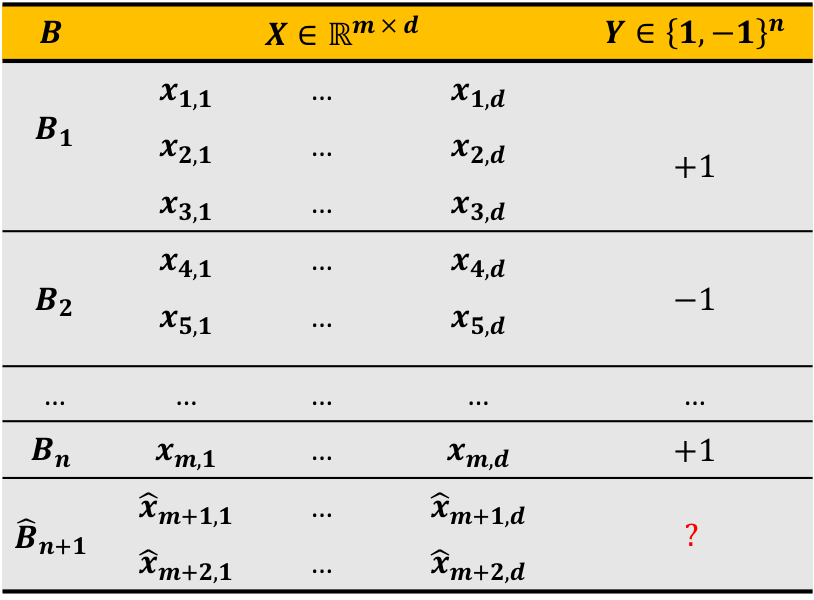 B X ∈ ℝ^{m × d} Y ∈ {1, −1}^n
x_{1,1} ... x_{1,d}
B_1
x_{2,1} ... x_{2,d}
+1
x_{3,1} ... x_{3,d}
x_{4,1} ... x_{4,d}
B_2 −1
x_{5,1} ... x_{5,d}
... ... ... ... ...
B_n x_{m,1} ... x_{m,d} +1
x̂_{m+1,1} ... x̂_{m+1,d}
B̂_{n+1} ?
x̂_{m+2,1} ... x̂_{m+2,d}